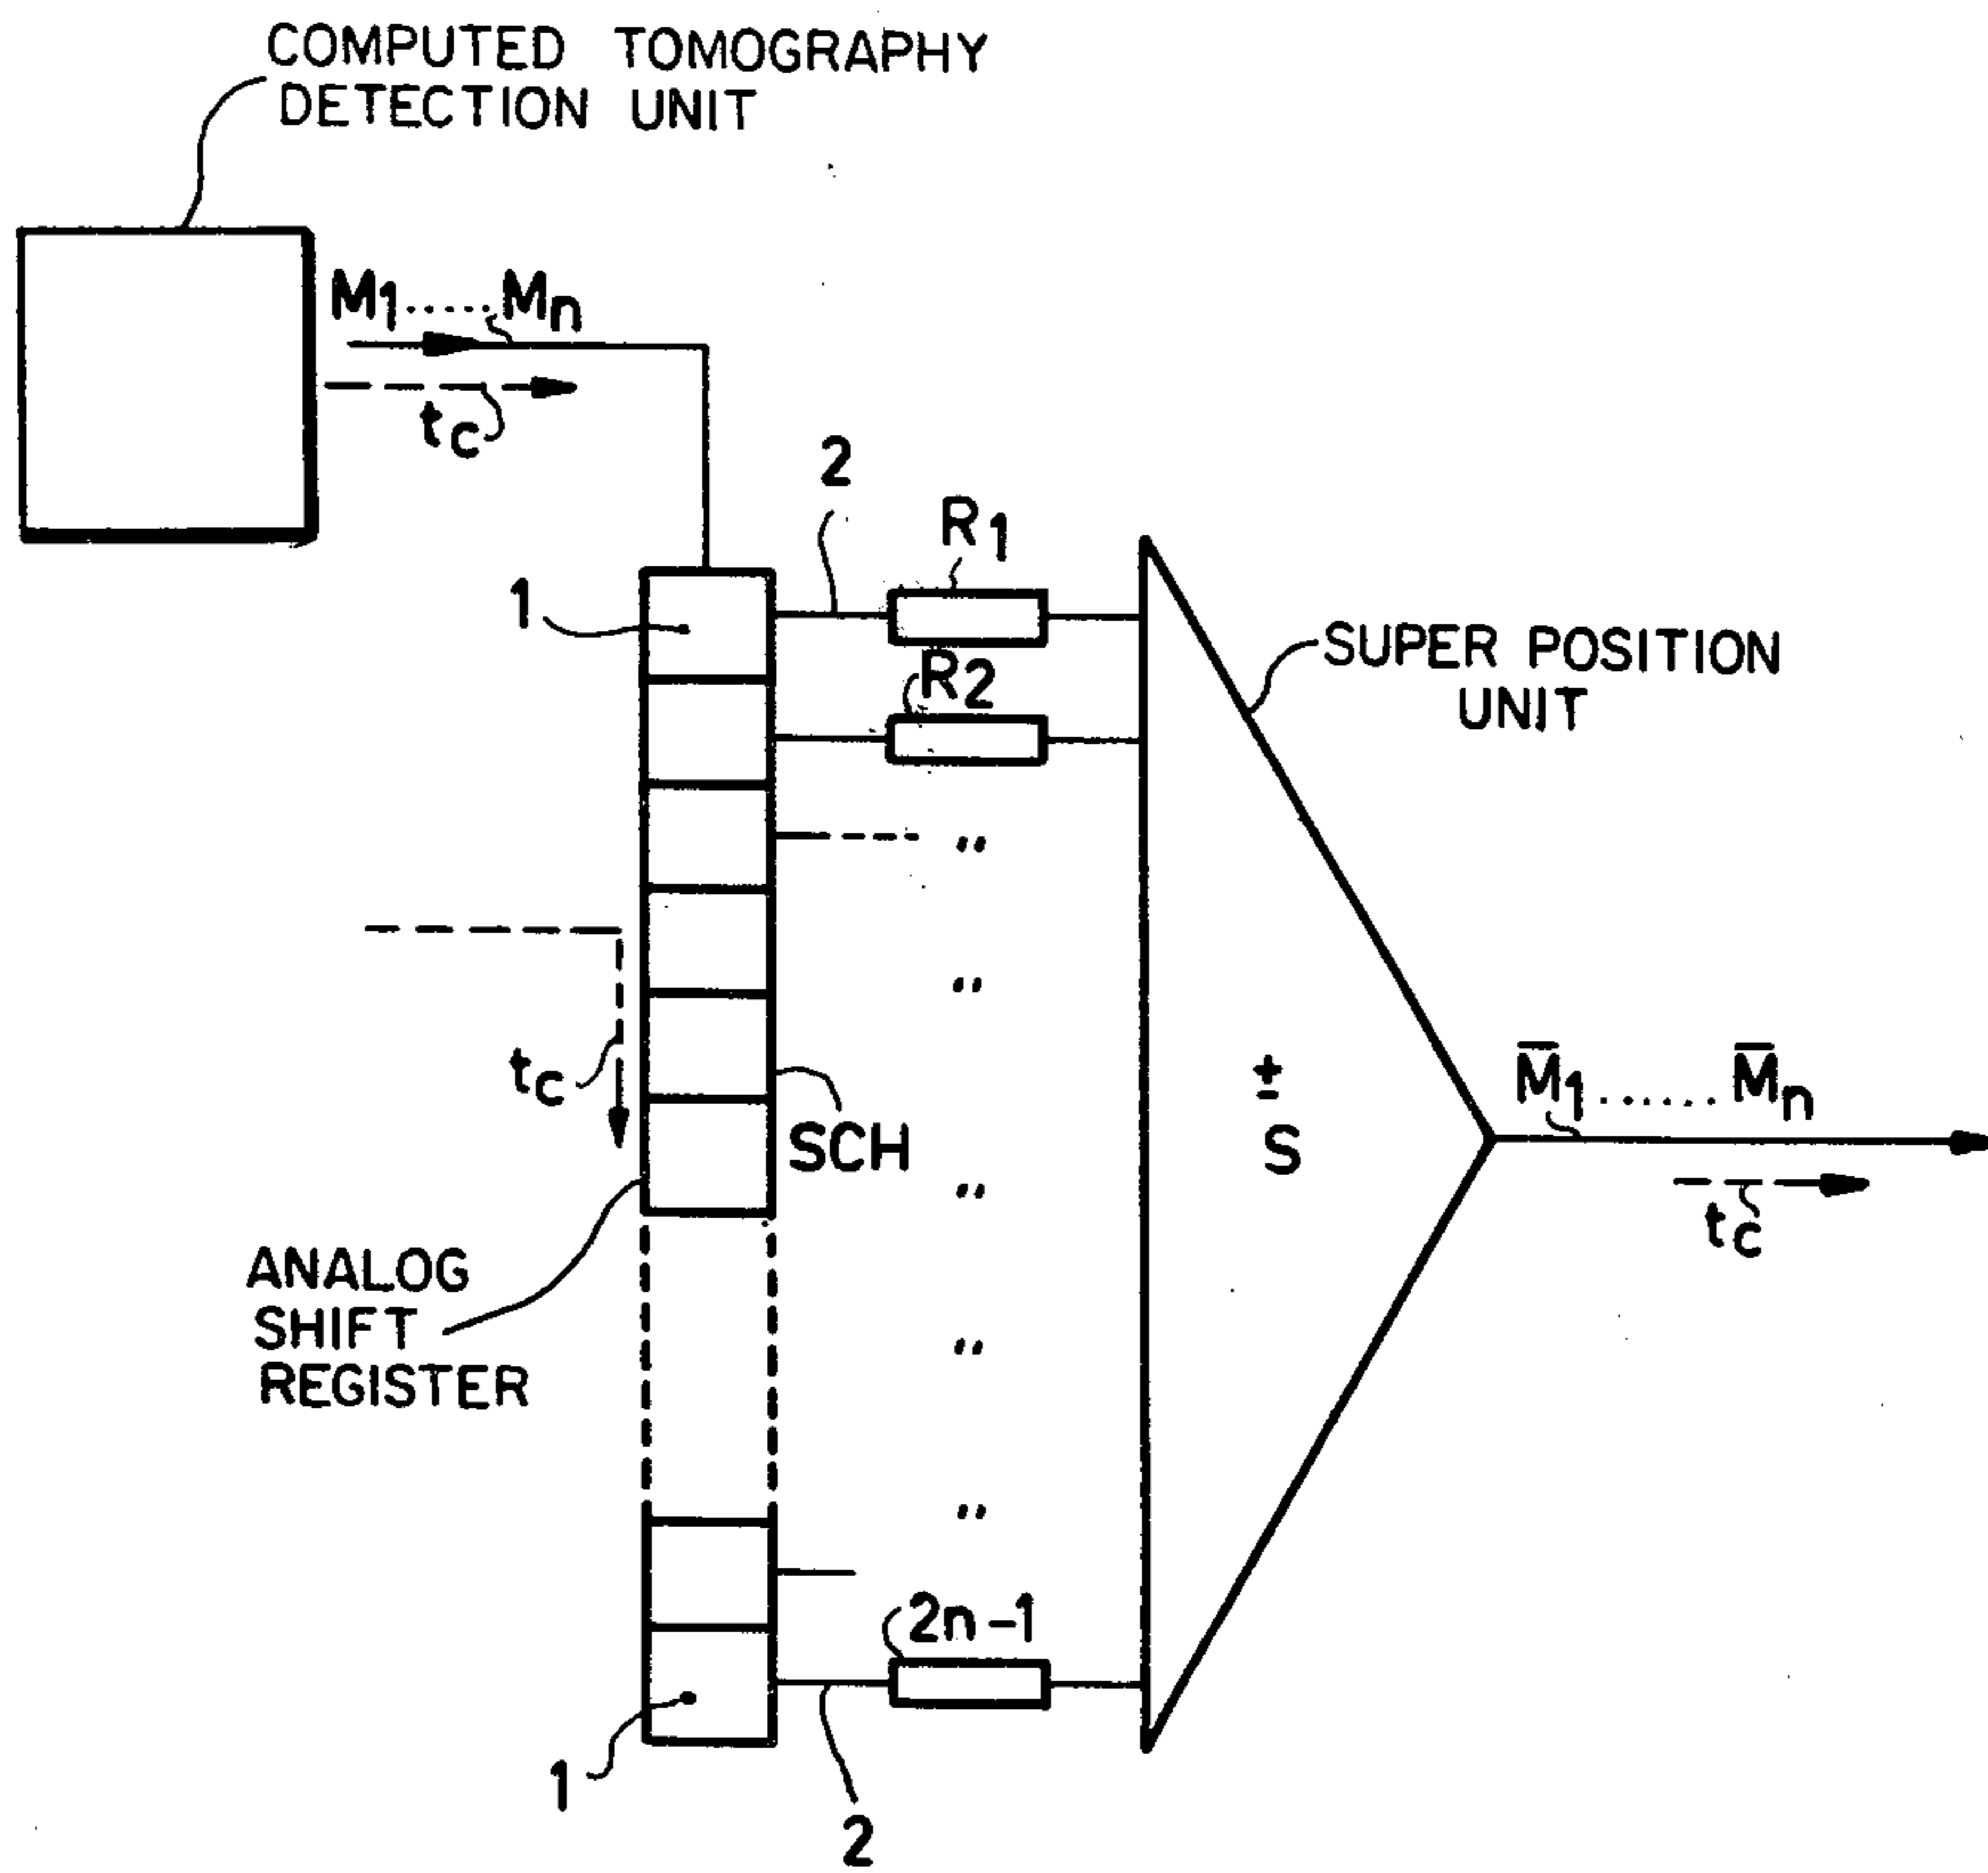 COMPUTED TOMOGRAPHY
DETECTION UNIT
M1.....Mn
tc
2
R1
1
R2
SUPER POSITION
UNIT
"
"
tc
SCH
±
S
M̅1......M̅n
tc
"
ANALOG
SHIFT
REGISTER
"
"
2n-1
1
2